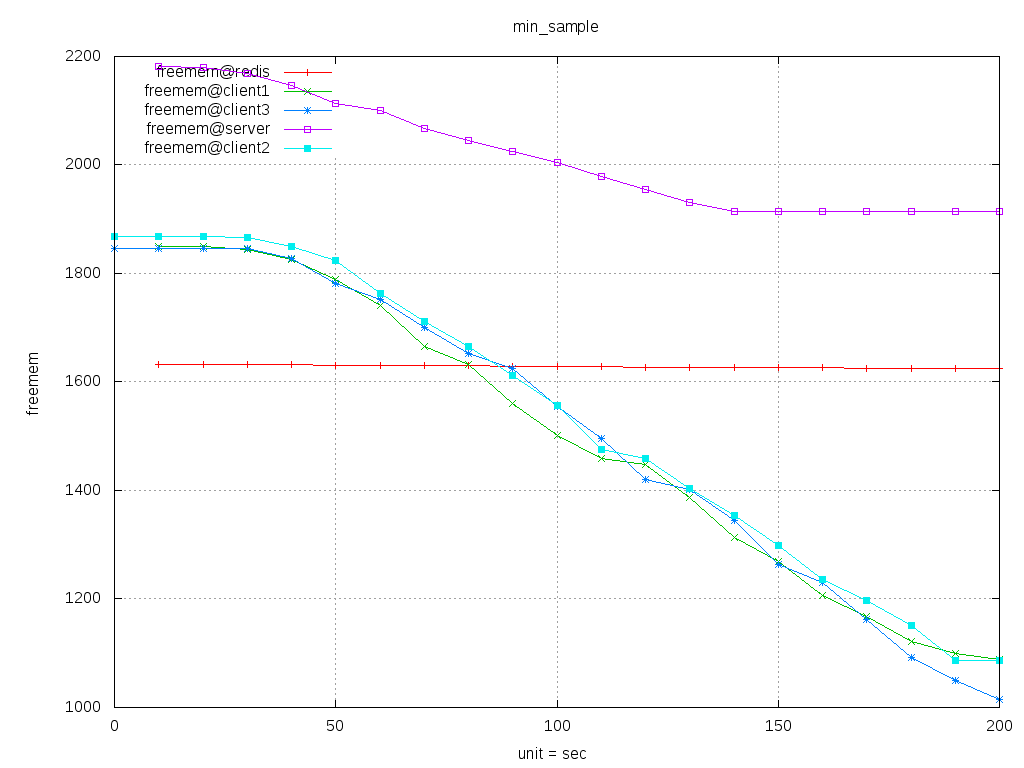 min_sample
2200
2000
1800
1600
1400
1200
1000
freemem
freemem@redis
freemem@client1
freemem@client3
freemem@server
freemem@client2
0 50 100 150 200
unit = sec